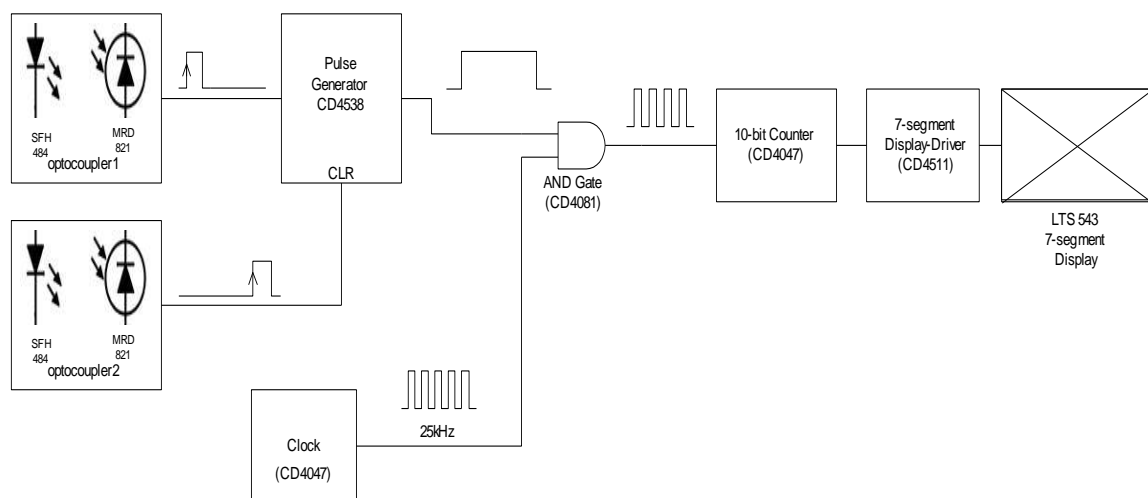 SFH
484
MRD
821
optocoupler1
Pulse
Generator
CD4538
CLR
AND Gate
(CD4081)
10-bit Counter
(CD4047)
7-segment
Display-Driver
(CD4511)
LTS 543
7-segment
Display
SFH
484
MRD
821
optocoupler2
Clock
(CD4047)
25kHz